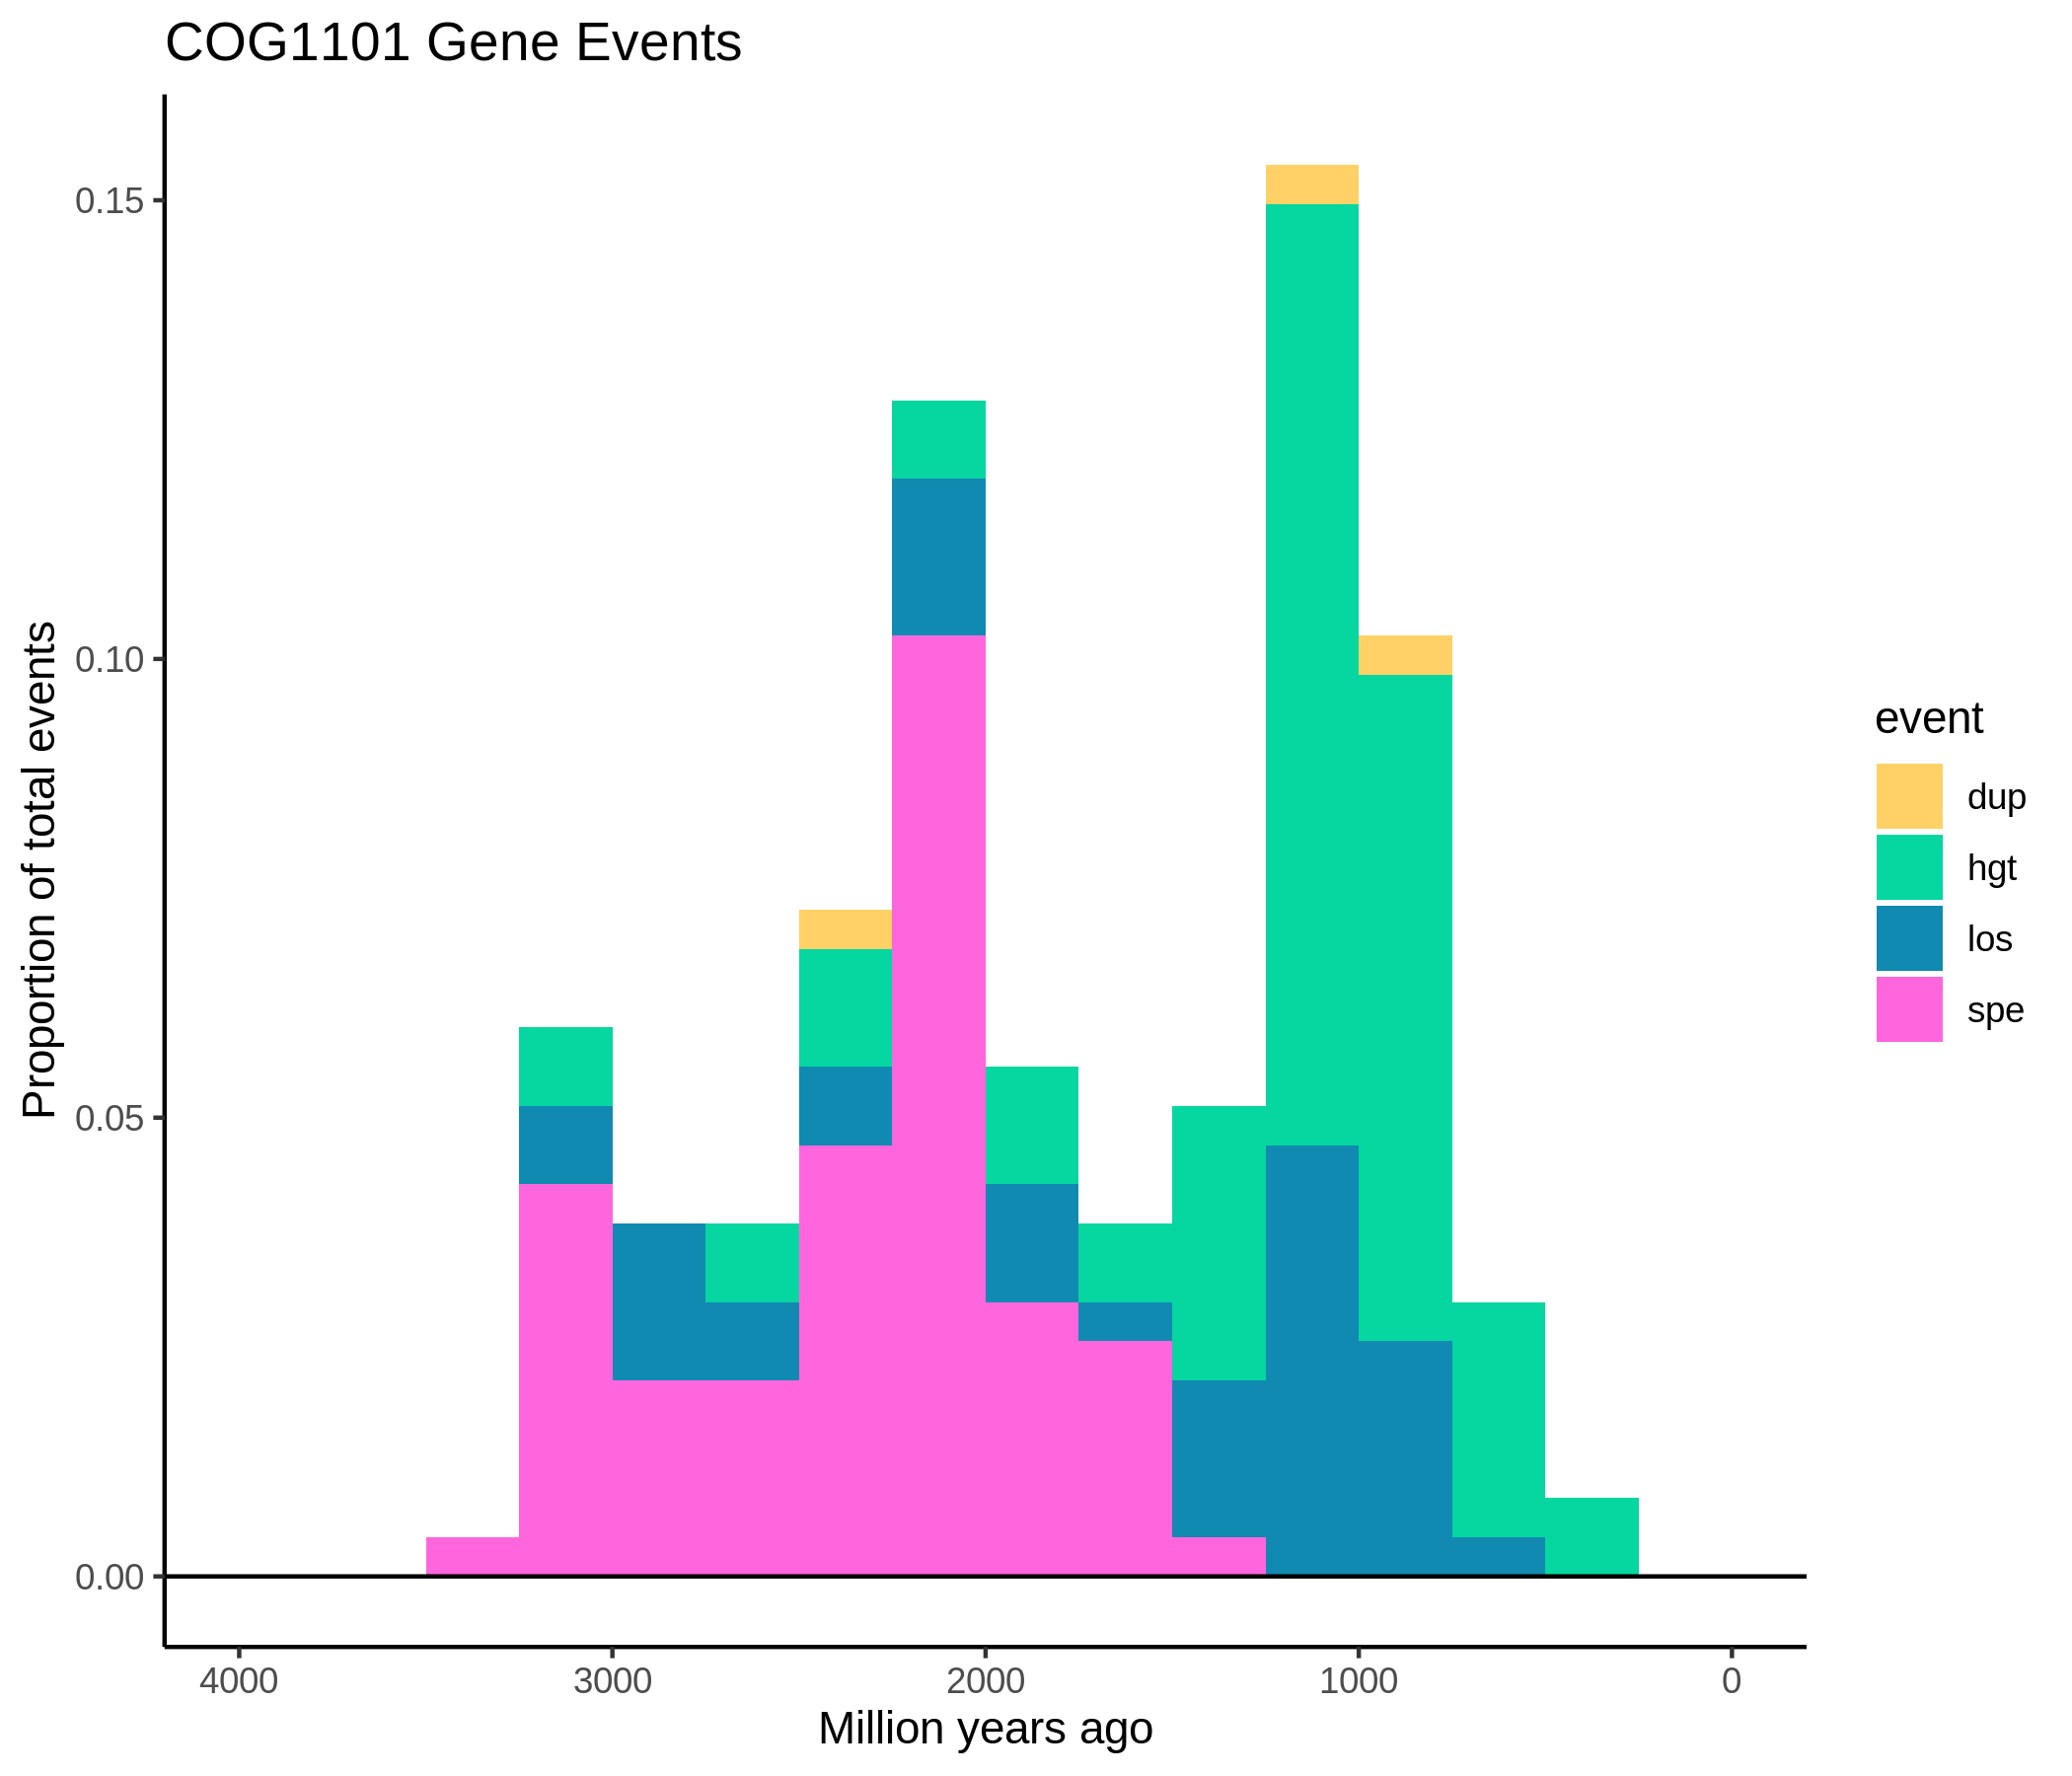 COG1101 Gene Events
Proportion of total events
0.15
0.10
0.05
0.00
4000 3000 2000 1000 0
Million years ago
event
dup
hgt
los
spe